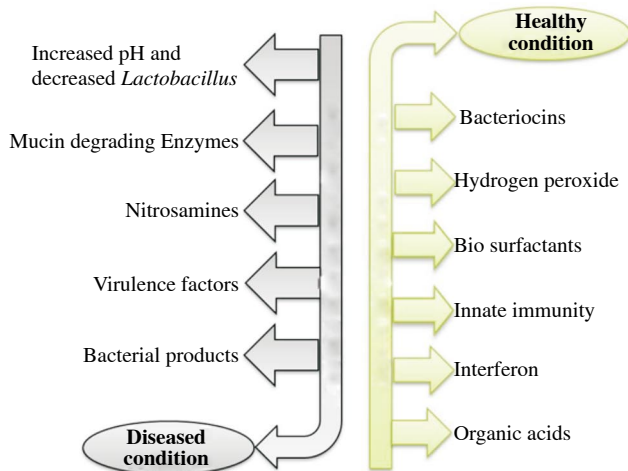 Increased pH and
decreased Lactobacillus
Mucin degrading Enzymes
Nitrosamines
Virulence factors
Bacterial products
Diseased
condition
Healthy
condition
Bacteriocins
Hydrogen peroxide
Bio surfactants
Innate immunity
Interferon
Organic acids